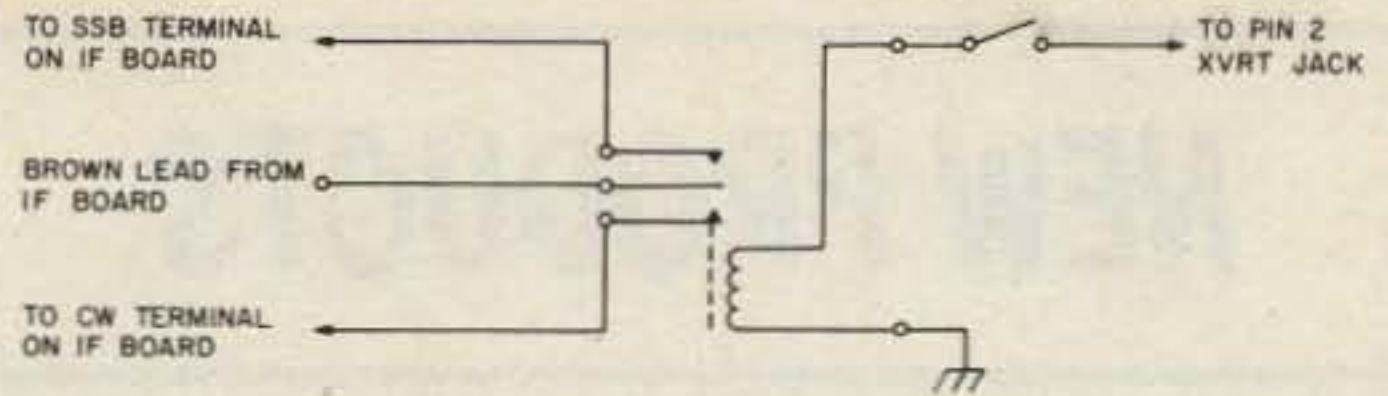 TO SSB TERMINAL
ON IF BOARD
TO PIN 2
XVRT JACK
BROWN LEAD FROM
IF BOARD
TO CW TERMINAL
ON IF BOARD